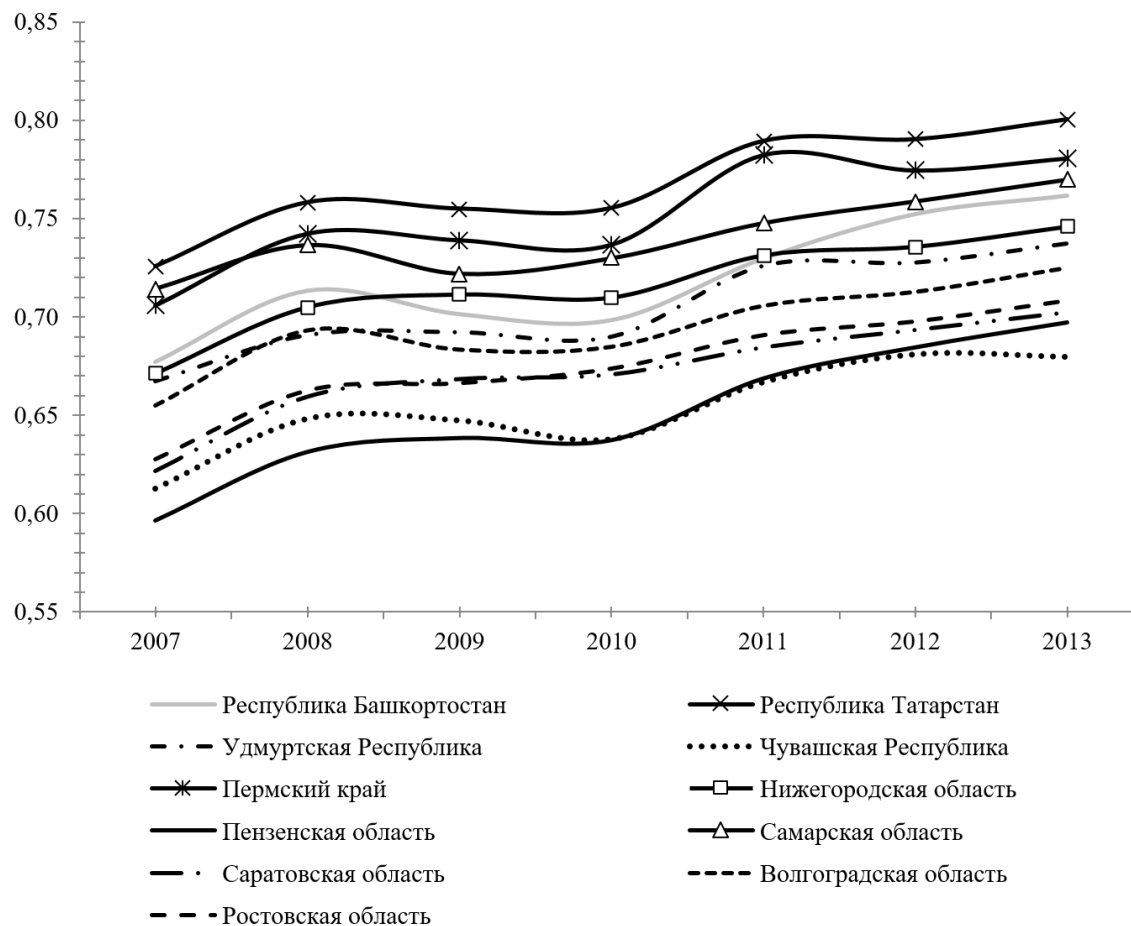 0,85
0,80
0,75
0,70
0,65
0,60
0,55
2007 2008 2009 2010 2011 2012 2013
Республика Башкортостан Республика Татарстан
Удмуртская Республика Чувашская Республика
Пермский край Нижегородская область
Пензенская область Самарская область
Саратовская область Волгоградская область
Ростовская область